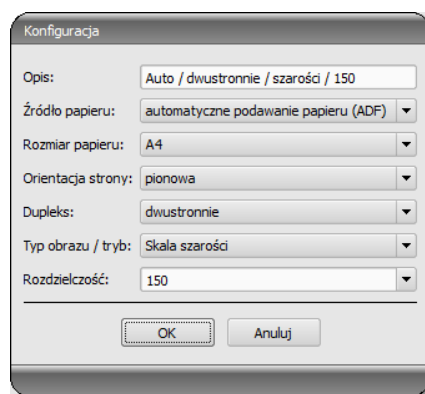 Konfiguracja
Opis: Auto / dwustronnie / szarości / 150
Źródło papieru: automatyczne podawanie papieru (ADF)
Rozmiar papieru: A4
Orientacja strony: pionowa
Dupleks: dwustronnie
Typ obrazu / tryb: Skala szarości
Rozdzielczość: 150
OK Anuluj